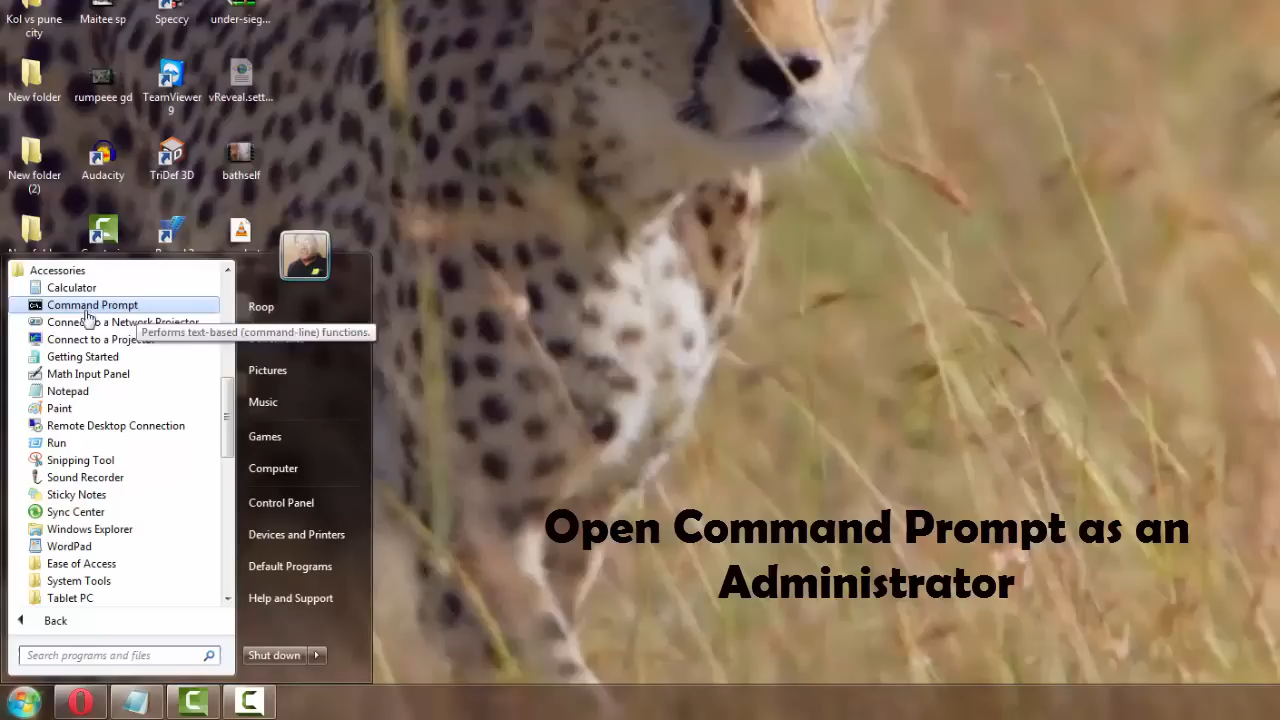 Kol vs pune
city
Maitee sp
Speccy
under-sieg...
New folder
rumpeee gd
TeamViewer
9
vReveal.sett...
New folder
(2)
Audacity
TriDef 3D
bathself
Accessories
Calculator
Command Prompt
Connect to a Network Projector
Performs text-based (command-line) functions.
Connect to a Projector
Getting Started
Math Input Panel
Notepad
Paint
Remote Desktop Connection
Run
Snipping Tool
Sound Recorder
Sticky Notes
Sync Center
Windows Explorer
WordPad
Ease of Access
System Tools
Tablet PC
Back
Search programs and files
Roop
Pictures
Music
Games
Computer
Control Panel
Devices and Printers
Default Programs
Help and Support
Shut down
Open Command Prompt as an
Administrator